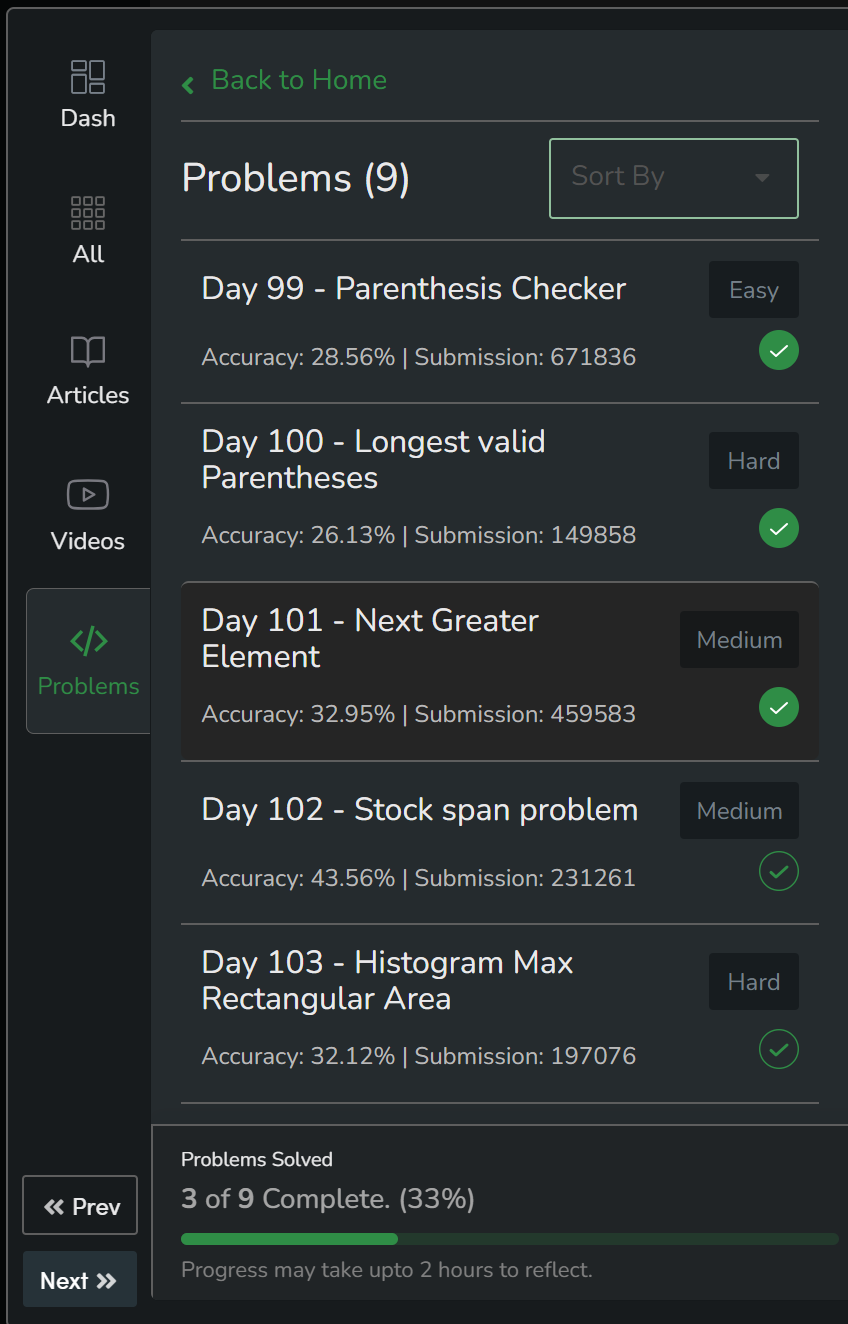 Dash
All
Articles
Videos
Problems
Prev
Next
Back to Home
Problems (9)
Sort By
Day 99 - Parenthesis Checker
Easy
Accuracy: 28.56% | Submission: 671836
Day 100 - Longest valid
Parentheses
Hard
Accuracy: 26.13% | Submission: 149858
Day 101 - Next Greater
Element
Medium
Accuracy: 32.95% | Submission: 459583
Day 102 - Stock span problem
Medium
Accuracy: 43.56% | Submission: 231261
Day 103 - Histogram Max
Rectangular Area
Hard
Accuracy: 32.12% | Submission: 197076
Problems Solved
3 of 9 Complete. (33%)
Progress may take upto 2 hours to reflect.